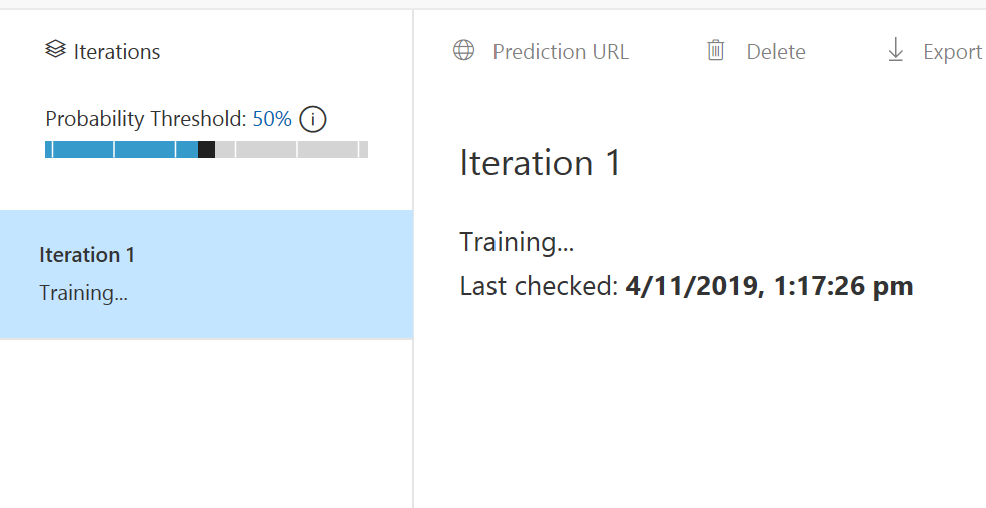 Iterations
Probability Threshold: 50%
Iteration 1
Training...
Prediction URL
Delete
Export
Iteration 1
Training...
Last checked: 4/11/2019, 1:17:26 pm